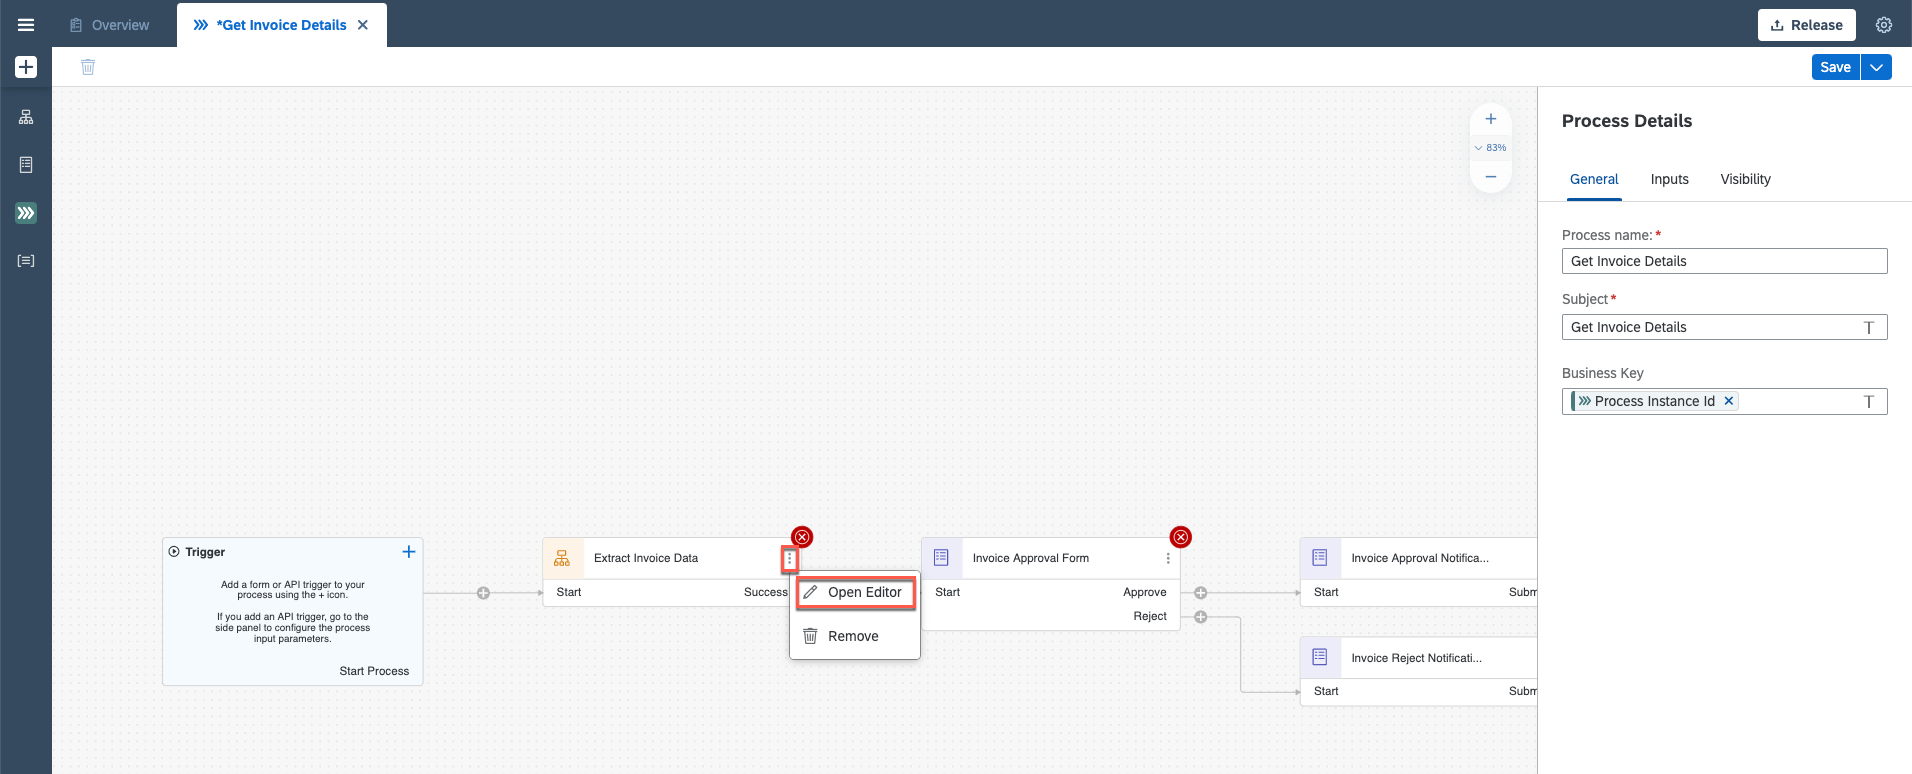 Overview
*Get Invoice Details
Release
Save
83%
Process Details
General Inputs Visibility
Process name:*
Get Invoice Details
Subject*
Get Invoice Details
Business Key
Process Instance Id
Trigger
Add a form or API trigger to your
process using the + icon.
If you add an API trigger, go to the
side panel to configure the process
input parameters.
Start Process
Extract Invoice Data
Start Success
Open Editor
Remove
Invoice Approval Form
Start Approve
Reject
Invoice Approval Notifica...
Start Subm
Invoice Reject Notificati...
Start Subm